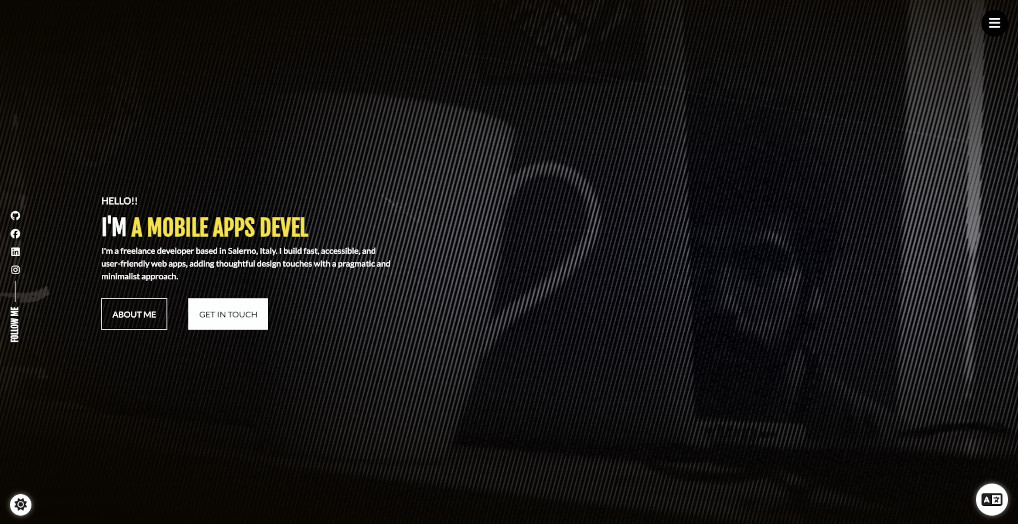 HELLO!!
I'M A MOBILE APPS DEVEL
I'm a freelance developer based in Salerno, Italy. I build fast, accessible, and
user-friendly web apps, adding thoughtful design touches with a pragmatic and
minimalist approach.
ABOUT ME
GET IN TOUCH
FOLLOW ME